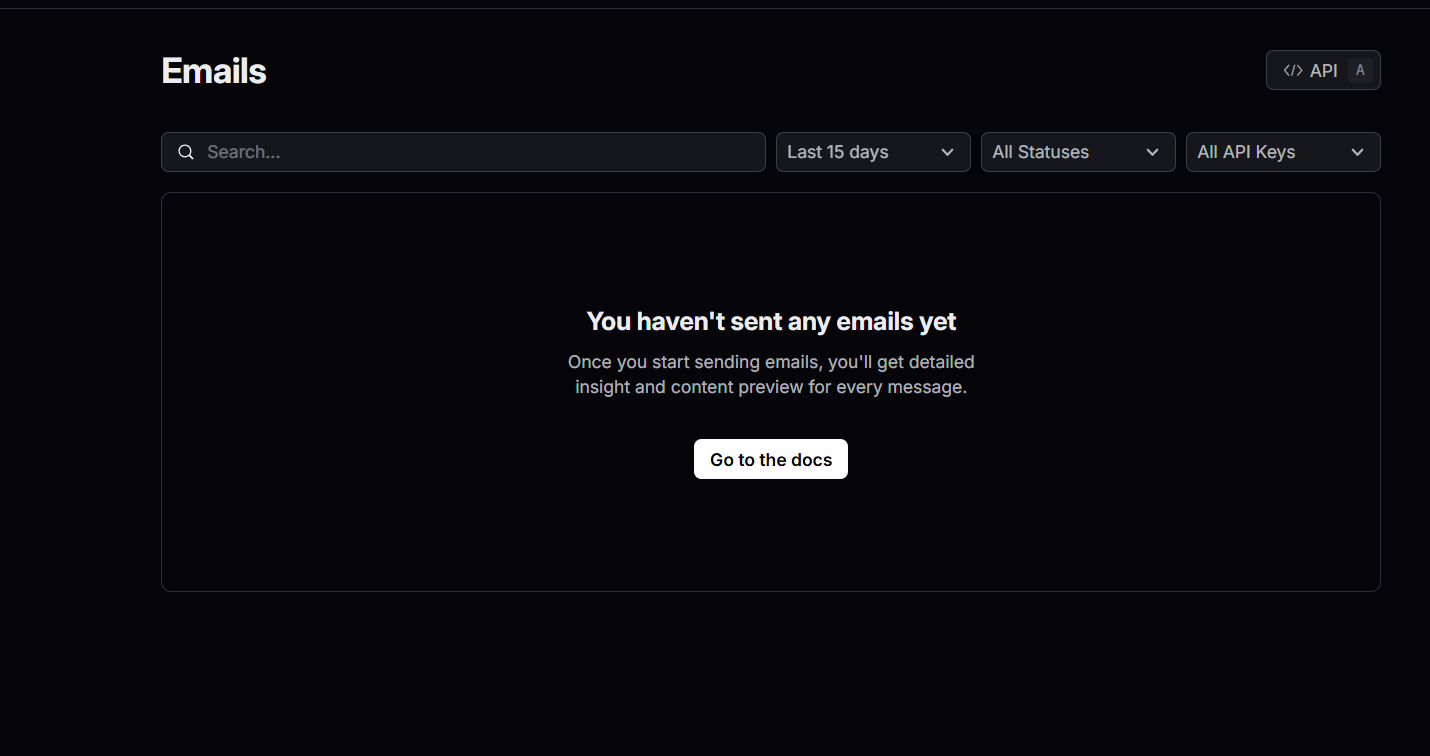 Emails
</> API A
Search...
Last 15 days
All Statuses
All API Keys
You haven't sent any emails yet
Once you start sending emails, you'll get detailed
insight and content preview for every message.
Go to the docs